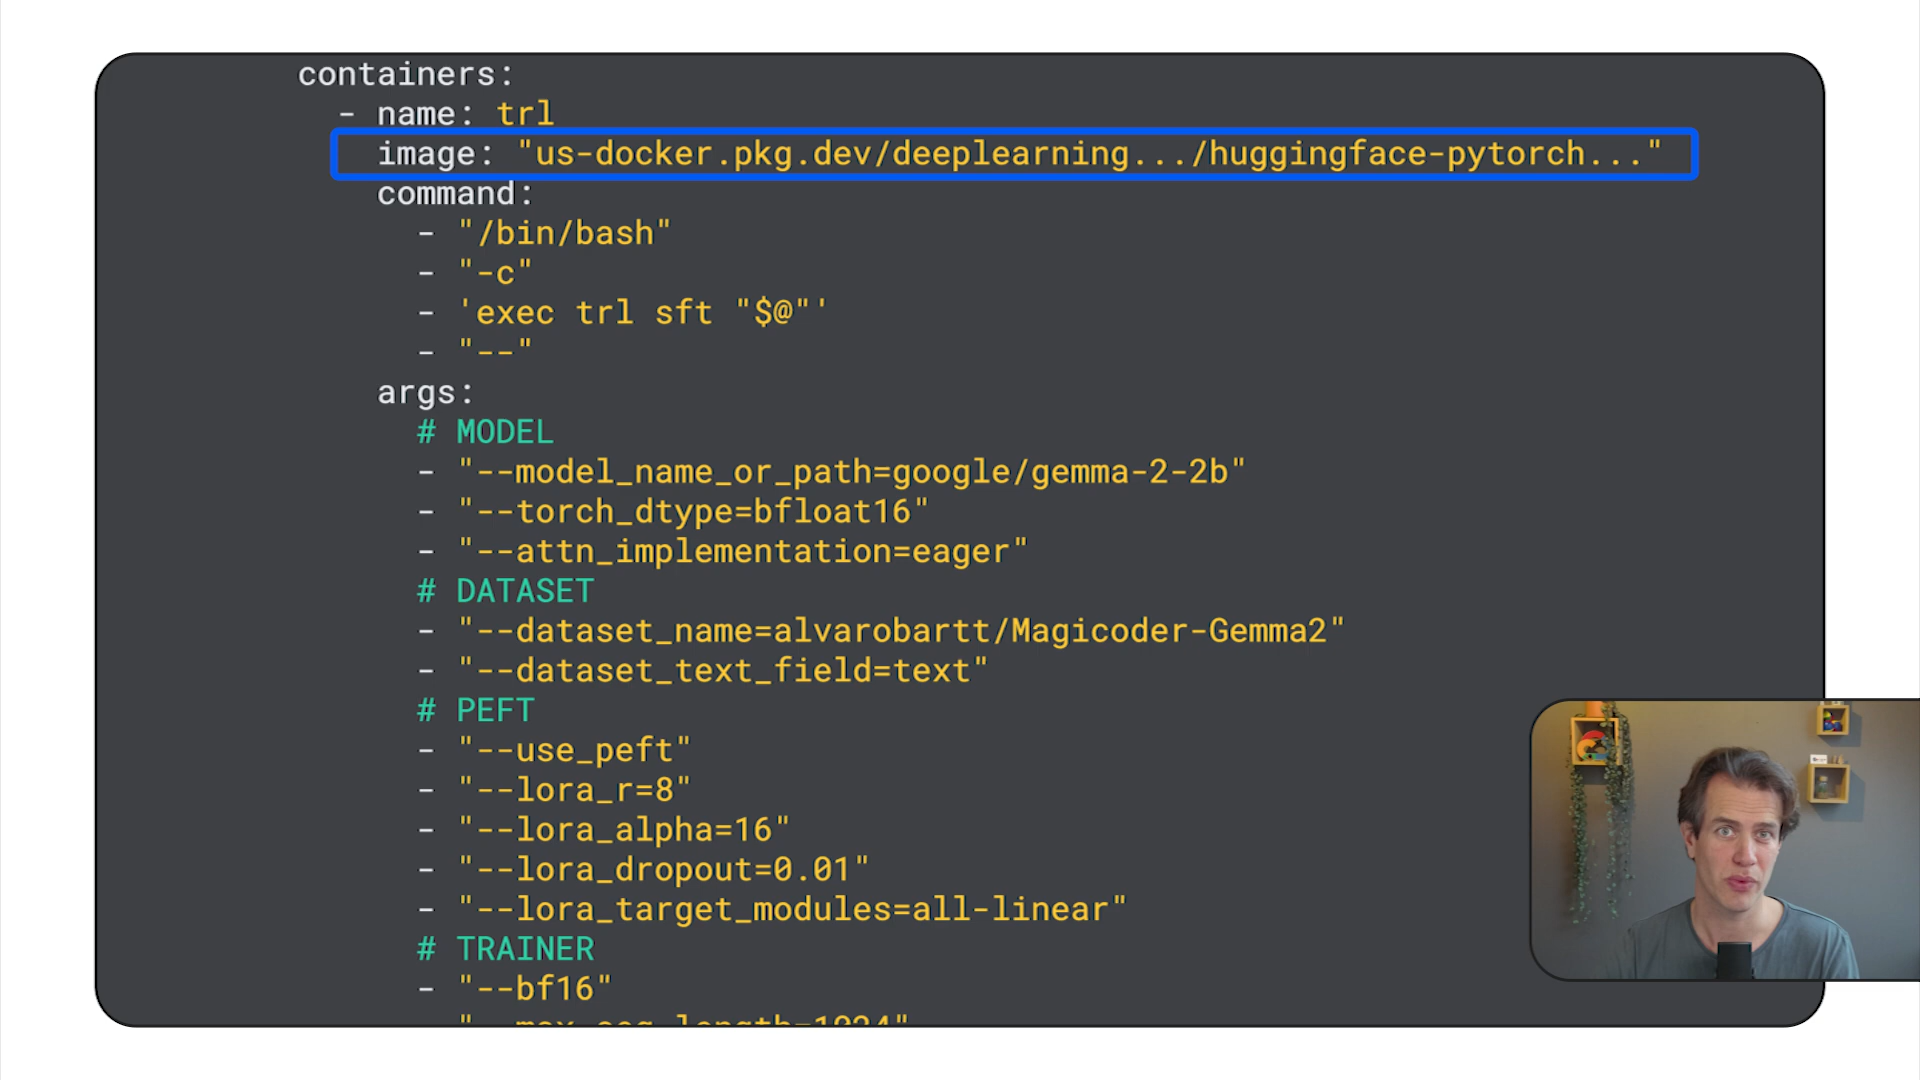 containers:
- name: trl
image: "us-docker.pkg.dev/deeplearning.../huggingface-pytorch..."
command:
- "/bin/bash"
- "-c"
- 'exec trl sft "$@"'
- "--"
args:
# MODEL
- "--model_name_or_path=google/gemma-2-2b"
- "--torch_dtype=bfloat16"
- "--attn_implementation=eager"
# DATASET
- "--dataset_name=alvarobartt/Magicoder-Gemma2"
- "--dataset_text_field=text"
# PEFT
- "--use_peft"
- "--lora_r=8"
- "--lora_alpha=16"
- "--lora_dropout=0.01"
- "--lora_target_modules=all-linear"
# TRAINER
- "--bf16"
"--max_seq_length=1024"